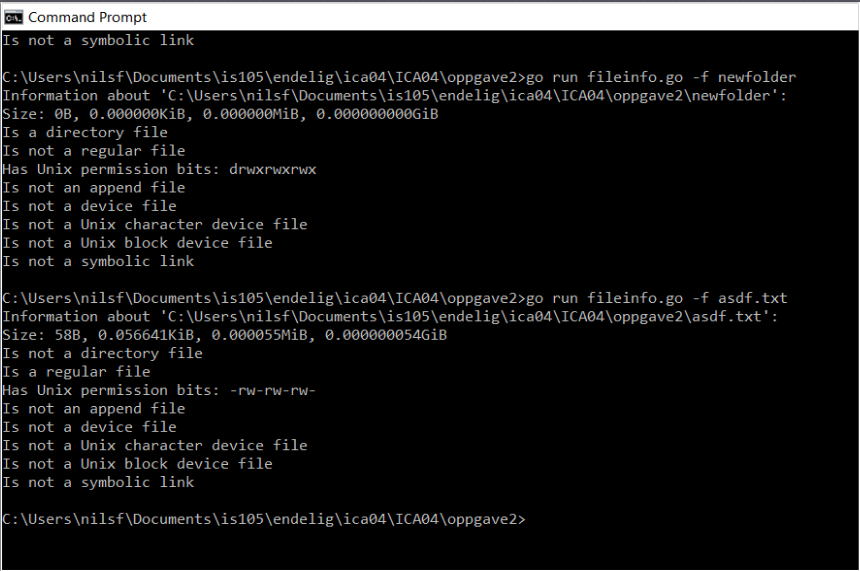 Command Prompt
Is not a symbolic link
C:\Users\nilsf\Documents\is105\endelig\ica04\ICA04\oppgave2>go run fileinfo.go -f newfolder
Information about 'C:\Users\nilsf\Documents\is105\endelig\ica04\ICA04\oppgave2\newfolder':
Size: 0B, 0.000000KiB, 0.000000MiB, 0.000000000GiB
Is a directory file
Is not a regular file
Has Unix permission bits: drwxrwxrwx
Is not an append file
Is not a device file
Is not a Unix character device file
Is not a Unix block device file
Is not a symbolic link
C:\Users\nilsf\Documents\is105\endelig\ica04\ICA04\oppgave2>go run fileinfo.go -f asdf.txt
Information about 'C:\Users\nilsf\Documents\is105\endelig\ica04\ICA04\oppgave2\asdf.txt':
Size: 58B, 0.056641KiB, 0.000055MiB, 0.000000054GiB
Is not a directory file
Is a regular file
Has Unix permission bits: -rw-rw-rw-
Is not an append file
Is not a device file
Is not a Unix character device file
Is not a Unix block device file
Is not a symbolic link
C:\Users\nilsf\Documents\is105\endelig\ica04\ICA04\oppgave2>